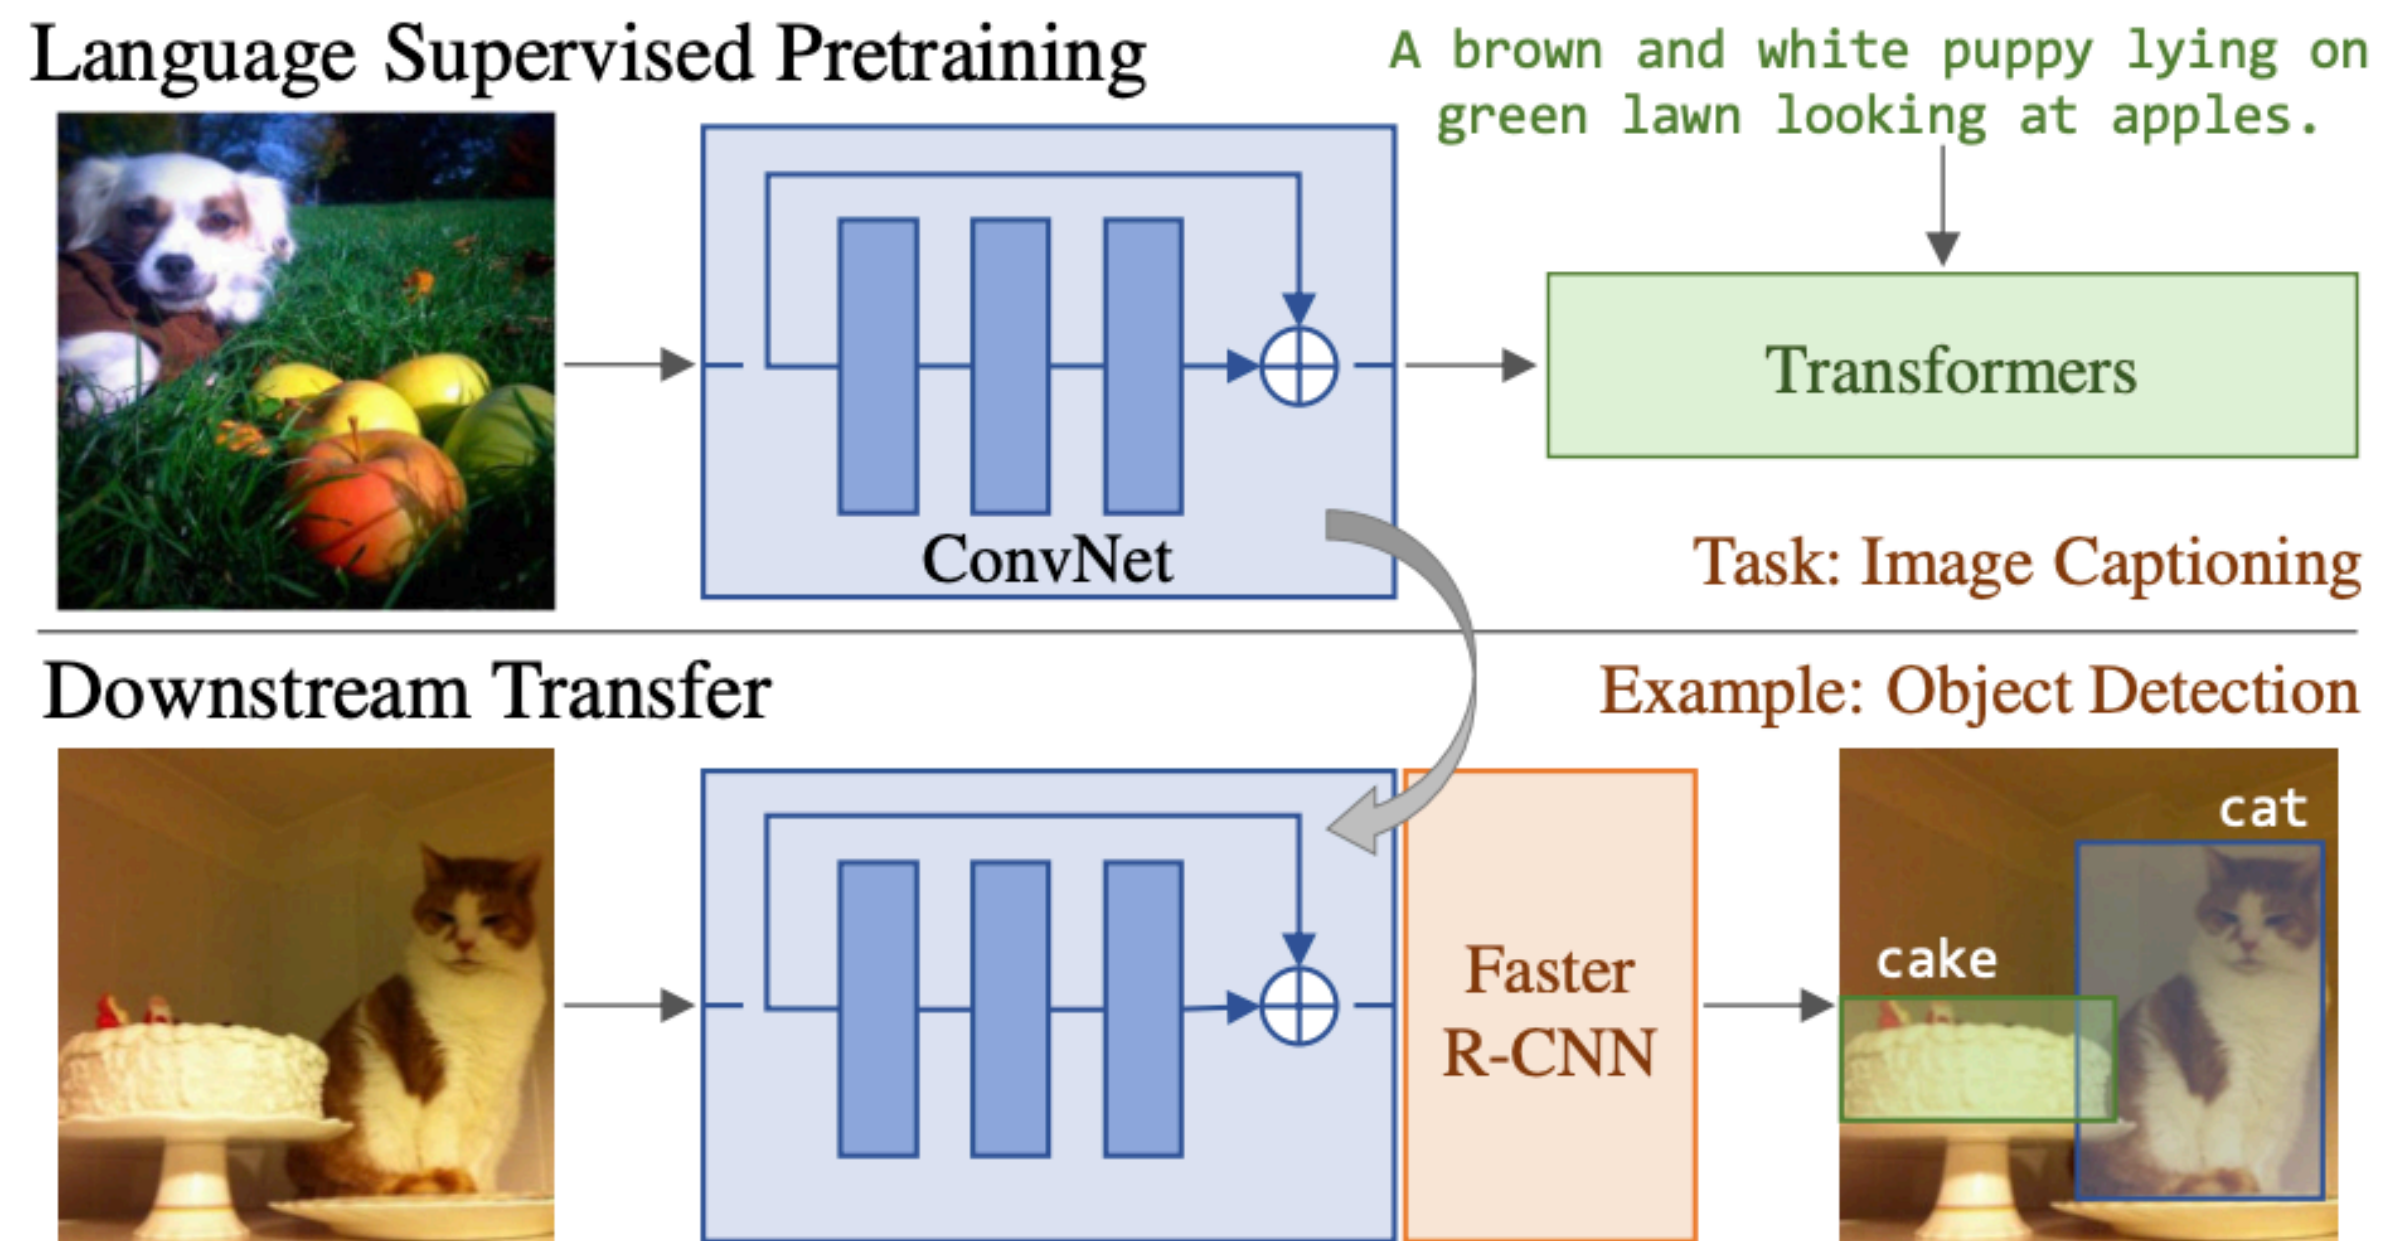 Language Supervised Pretraining
A brown and white puppy lying on
green lawn looking at apples.
Transformers
ConvNet
Task: Image Captioning
Downstream Transfer
Example: Object Detection
Faster
R-CNN
cat
cake